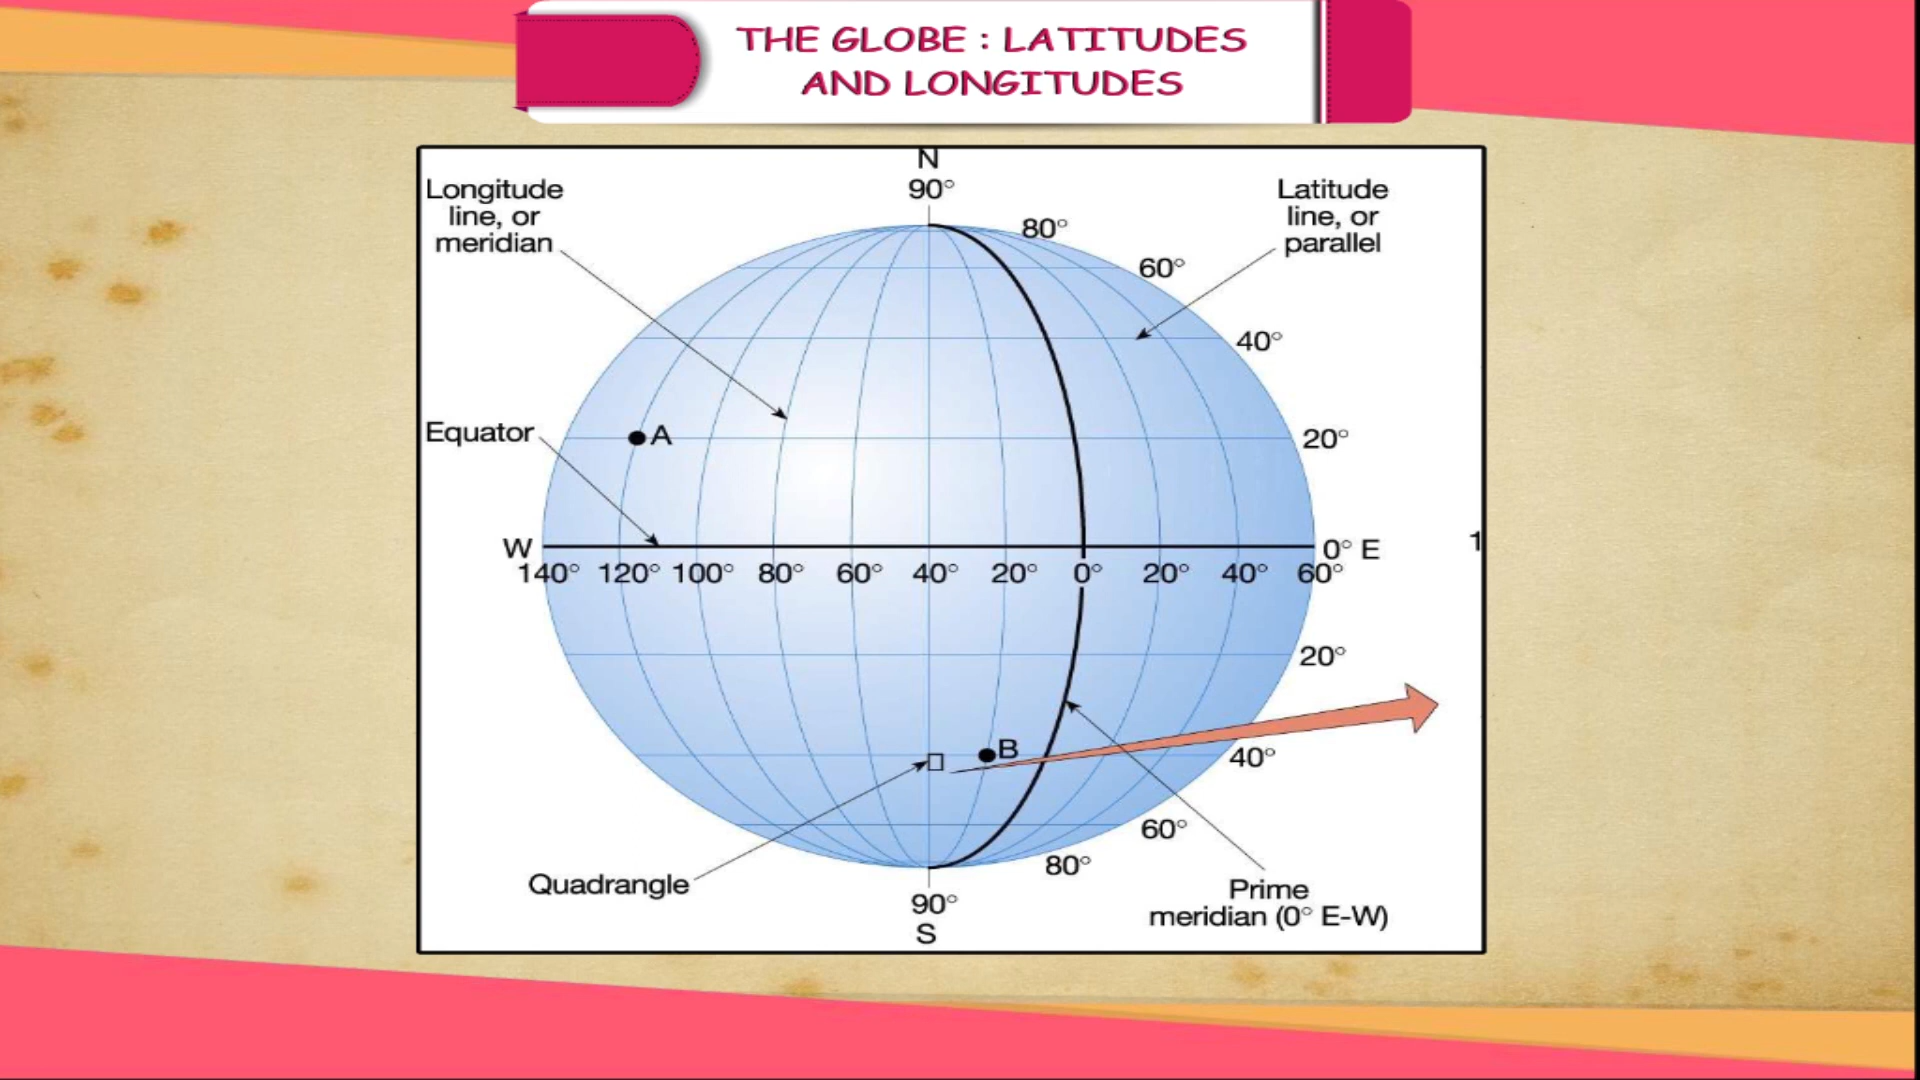 THE GLOBE : LATITUDES
AND LONGITUDES
N
90°
Longitude
line, or
meridian
Latitude
line, or
parallel
80°
60°
40°
Equator
A
20°
W
0° E
1
140° 120° 100° 80° 60° 40° 20° 0° 20° 40° 60°
20°
B
40°
60°
80°
Quadrangle
90°
S
Prime
meridian (0° E-W)